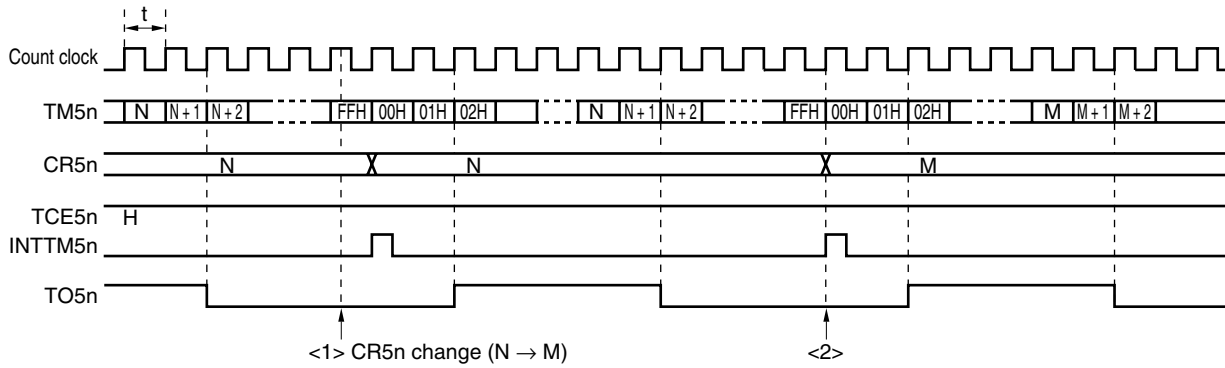 t
Count clock
TM5n N N + 1 N + 2 FFH 00H 01H 02H N N + 1 N + 2 FFH 00H 01H 02H M M + 1 M + 2
CR5n N N M
TCE5n H
INTTM5n
TO5n
<1> CR5n change (N → M) <2>